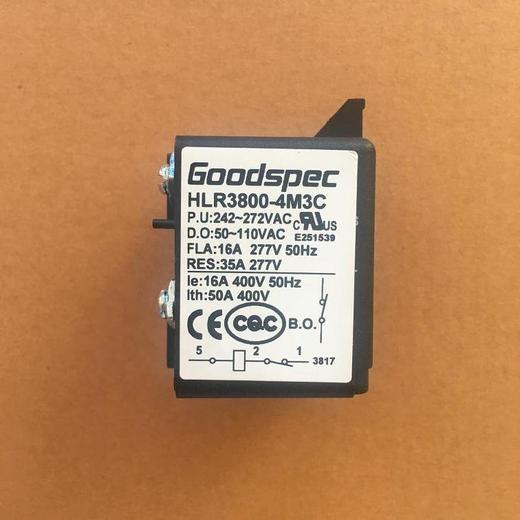 Goodspec
HLR3800-4M3C
P.U:242~272VAC
D.O:50~110VAC
C UR US
E251539
FLA:16A 277V 50Hz
RES:35A 277V
Ie:16A 400V 50Hz
Ith:50A 400V
CE CQC B.O.
5 2 1
3817